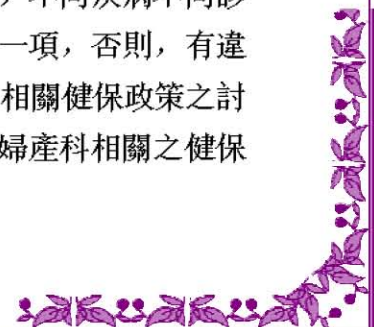 ，不同疾病不同診
一項，否則，有違
相關健保政策之討
婦產科相關之健保